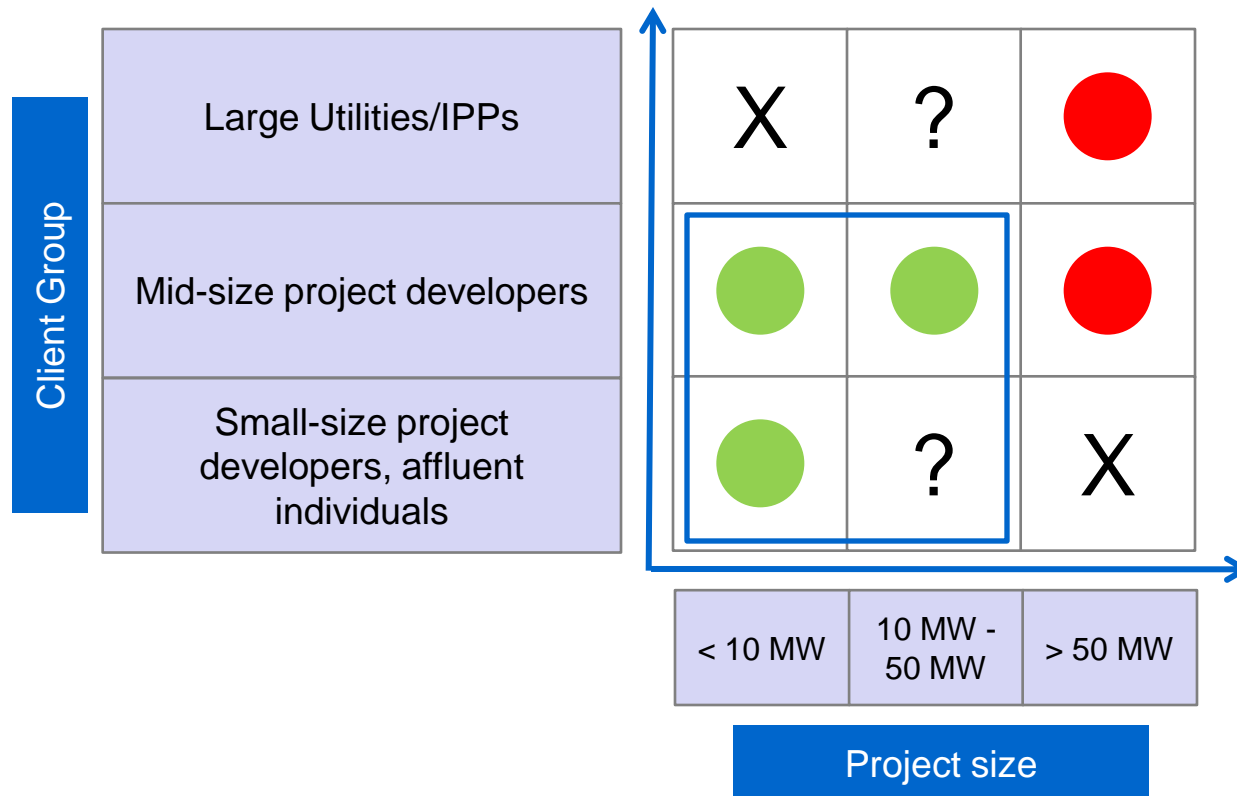 Client Group
Large Utilities/IPPs
X
?
Mid-size project developers
Small-size project
developers, affluent
individuals
?
X
< 10 MW
10 MW -
50 MW
> 50 MW
Project size